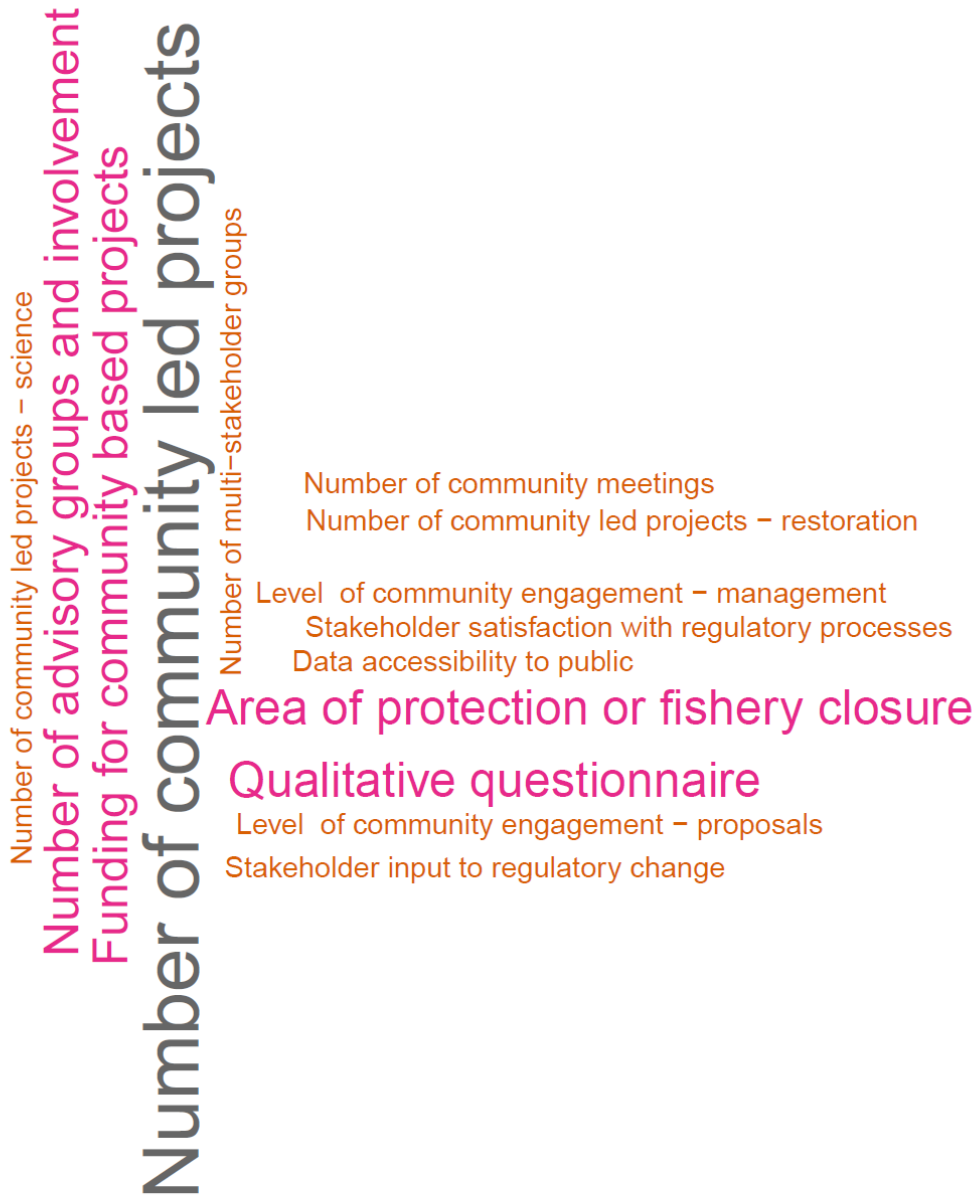 Number of community led projects − science
Number of advisory groups and involvement
Funding for community based projects
Number of community led projects
Number of multi−stakeholder groups
Number of community meetings
Number of community led projects − restoration
Level  of community engagement − management
Stakeholder satisfaction with regulatory processes
Data accessibility to public
Area of protection or fishery closure
Qualitative questionnaire
Level  of community engagement − proposals
Stakeholder input to regulatory change